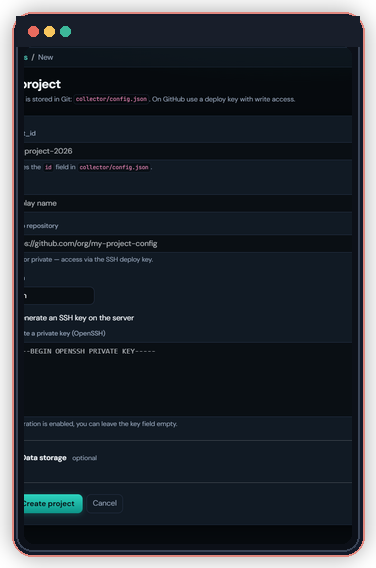 s / New
project
is stored in Git: collector/config.json. On GitHub use a deploy key with write access.
t_id
project-2026
es the id field in collector/config.json.
lay name
repository
s://github.com/org/my-project-config
or private — access via the SSH deploy key.
n
enerate an SSH key on the server
te a private key (OpenSSH)
--BEGIN OPENSSH PRIVATE KEY-----
ration is enabled, you can leave the key field empty.
Data storage optional
Create project Cancel